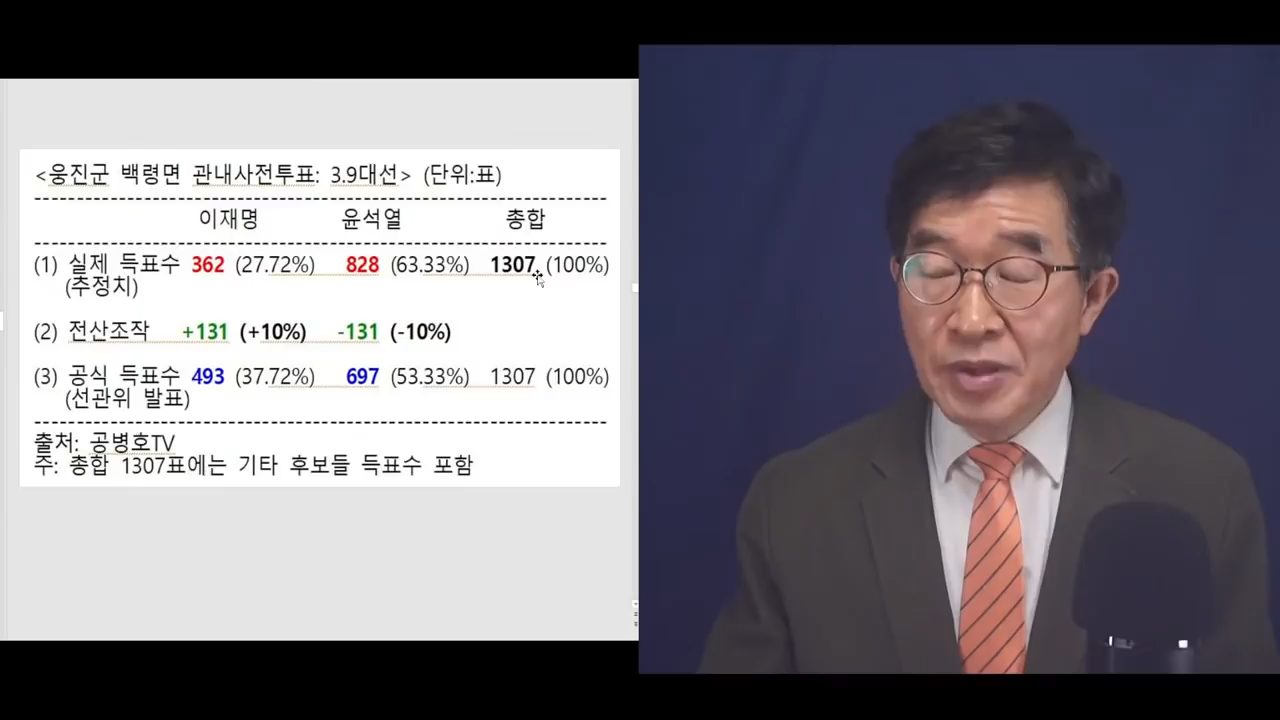 <웅진군 백령면 관내사전투표: 3.9대선> (단위:표)
이재명 윤석열 총합
(1) 실제 득표수 362 (27.72%) 828 (63.33%) 1307 (100%)
(추정치)
(2) 전산조작 +131 (+10%) -131 (-10%)
(3) 공식 득표수 493 (37.72%) 697 (53.33%) 1307 (100%)
(선관위 발표)
출처: 공병호TV
주: 총합 1307표에는 기타 후보들 득표수 포함